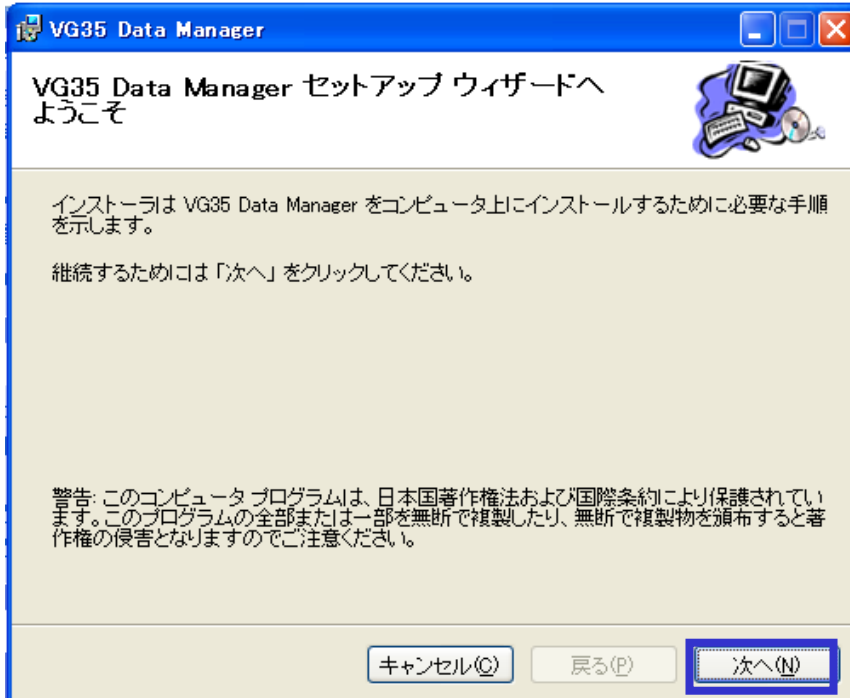 VG35 Data Manager
VG35 Data Manager セットアップ ウィザードへ
ようこそ
インストーラは VG35 Data Manager をコンピュータ上にインストールするために必要な手順
を示します。
継続するためには「次へ」をクリックしてください。
警告: このコンピュータ プログラムは、日本国著作権法および国際条約により保護されてい
ます。このプログラムの全部または一部を無断で複製したり、無断で複製物を頒布すると著
作権の侵害となりますのでご注意ください。
キャンセル(C) 戻る(P) 次へ(N)